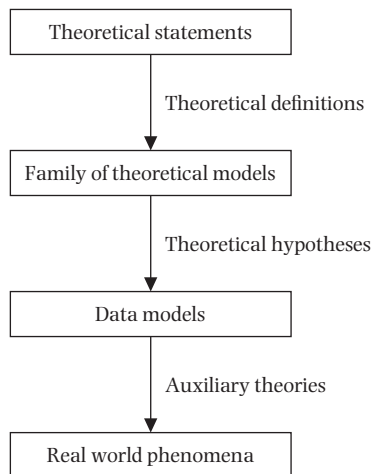 Theoretical statements
Theoretical definitions
Family of theoretical models
Theoretical hypotheses
Data models
Auxiliary theories
Real world phenomena